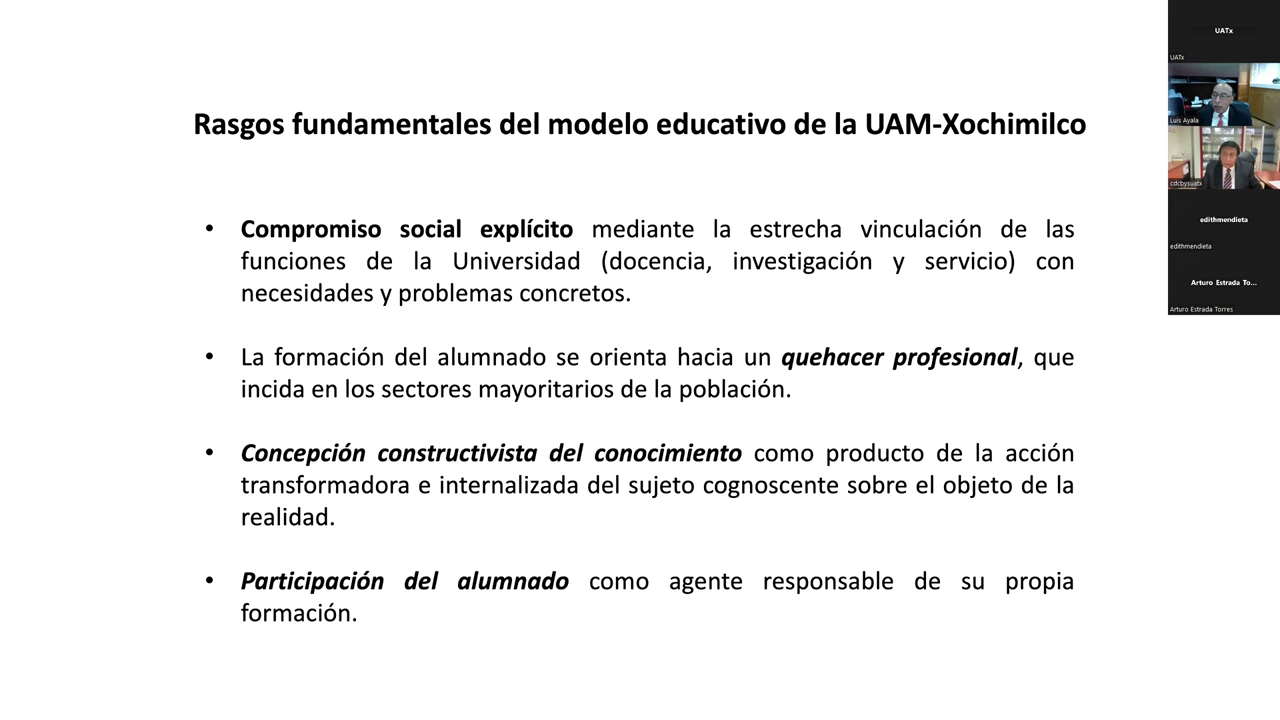 Rasgos fundamentales del modelo educativo de la UAM-Xochimilco
• Compromiso social explícito mediante la estrecha vinculación de las
funciones de la Universidad (docencia, investigación y servicio) con
necesidades y problemas concretos.
• La formación del alumnado se orienta hacia un quehacer profesional, que
incida en los sectores mayoritarios de la población.
• Concepción constructivista del conocimiento como producto de la acción
transformadora e internalizada del sujeto cognoscente sobre el objeto de la
realidad.
• Participación del alumnado como agente responsable de su propia
formación.
UATx
UATx
Luis Ayala
cdcbysuatx
edithmendieta
edithmendieta
Arturo Estrada To...
Arturo Estrada Torres